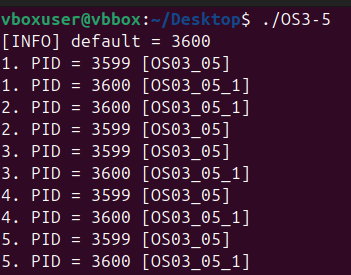 vboxuser@vbbox:~/Desktop$ ./OS3-5
[INFO] default = 3600
1. PID = 3599 [OS03_05]
1. PID = 3600 [OS03_05_1]
2. PID = 3600 [OS03_05_1]
2. PID = 3599 [OS03_05]
3. PID = 3599 [OS03_05]
3. PID = 3600 [OS03_05_1]
4. PID = 3599 [OS03_05]
4. PID = 3600 [OS03_05_1]
5. PID = 3599 [OS03_05]
5. PID = 3600 [OS03_05_1]